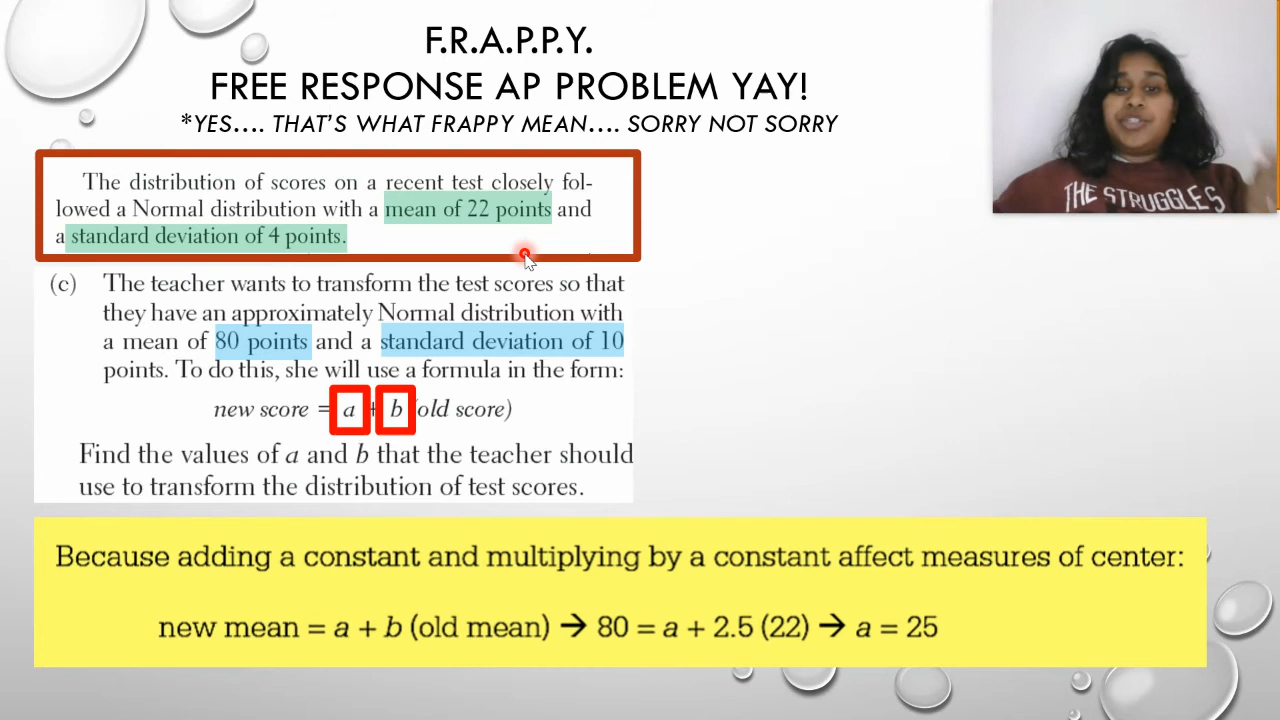 F.R.A.P.P.Y.
FREE RESPONSE AP PROBLEM YAY!
*YES.... THAT'S WHAT FRAPPY MEAN.... SORRY NOT SORRY
THE STRUGGLES
The distribution of scores on a recent test closely fol-
lowed a Normal distribution with a mean of 22 points and
a standard deviation of 4 points.
(c) The teacher wants to transform the test scores so that
they have an approximately Normal distribution with
a mean of 80 points and a standard deviation of 10
points. To do this, she will use a formula in the form:
new score = a + b (old score)
Find the values of a and b that the teacher should
use to transform the distribution of test scores.
Because adding a constant and multiplying by a constant affect measures of center:
new mean = a + b (old mean) → 80 = a + 2.5 (22) → a = 25